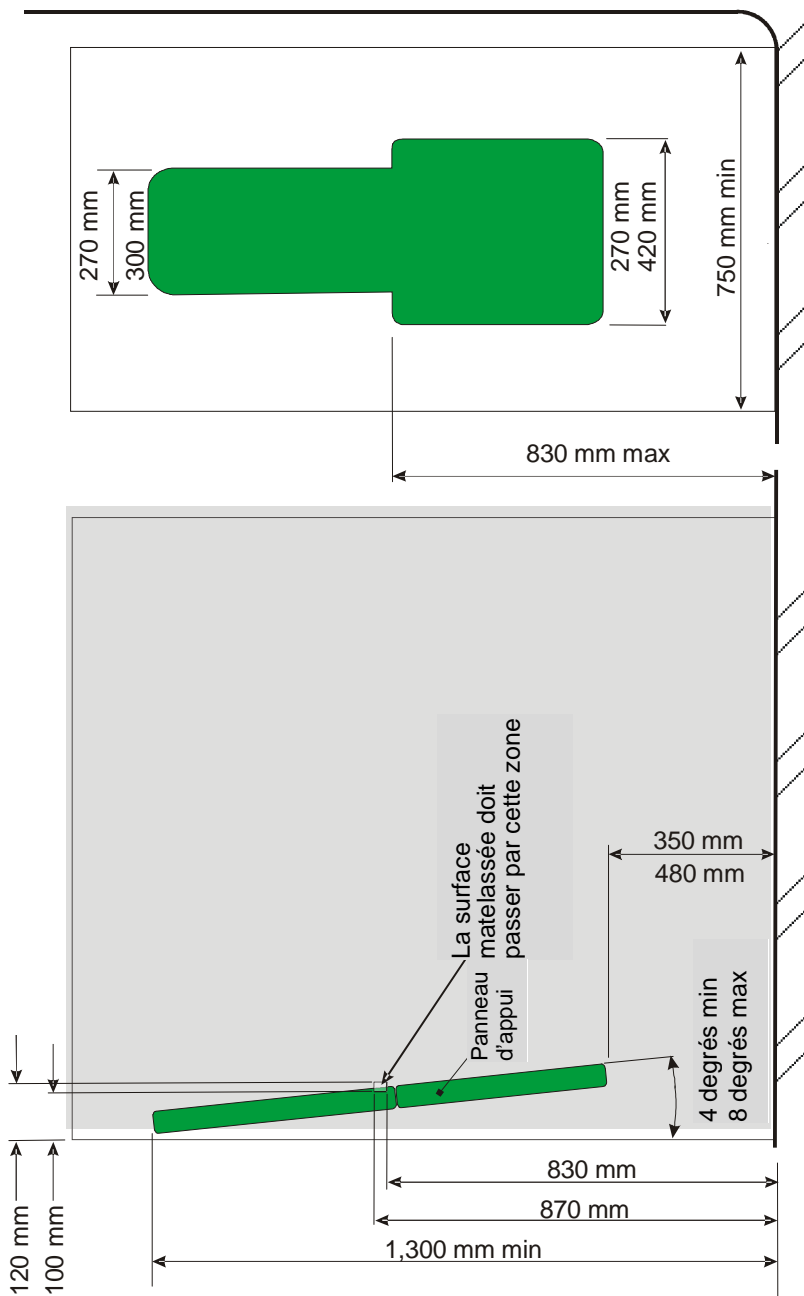 270 mm
300 mm
270 mm
420 mm
750 mm min
830 mm max
La surface
matelassée doit
passer par cette zone
Panneau
d'appui
350 mm
480 mm
4 degrés min
8 degrés max
830 mm
870 mm
1,300 mm min
120 mm
100 mm